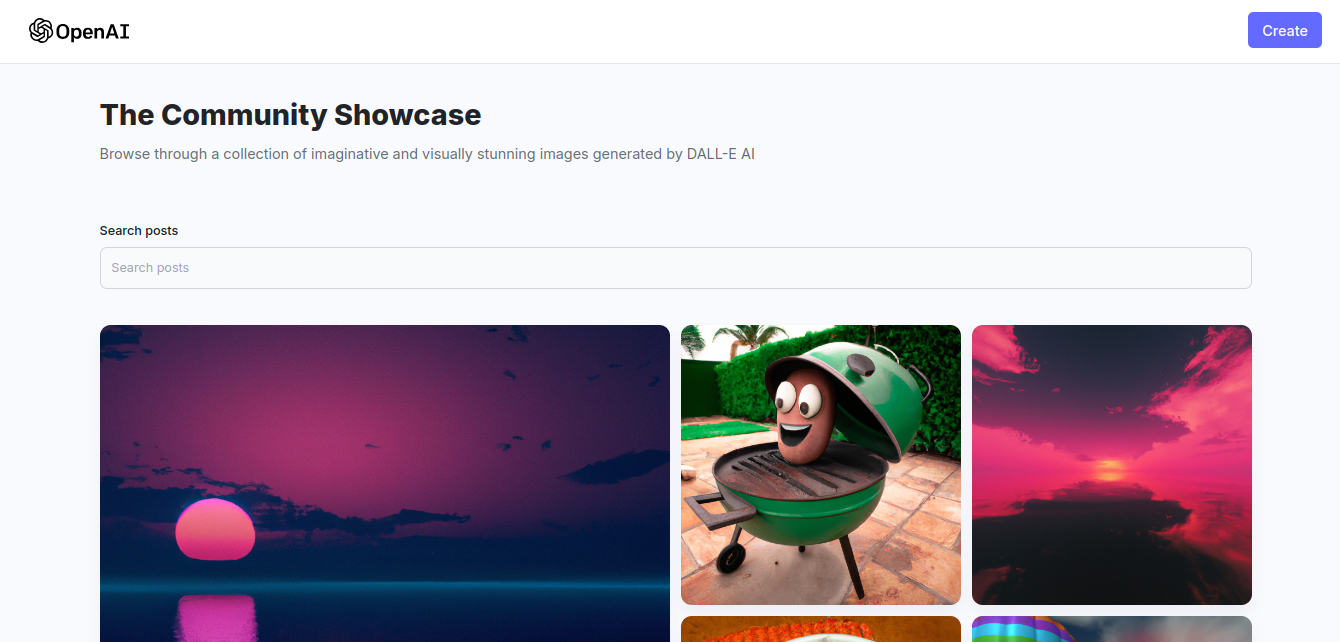 OpenAI
Create
The Community Showcase
Browse through a collection of imaginative and visually stunning images generated by DALL-E AI
Search posts
Search posts